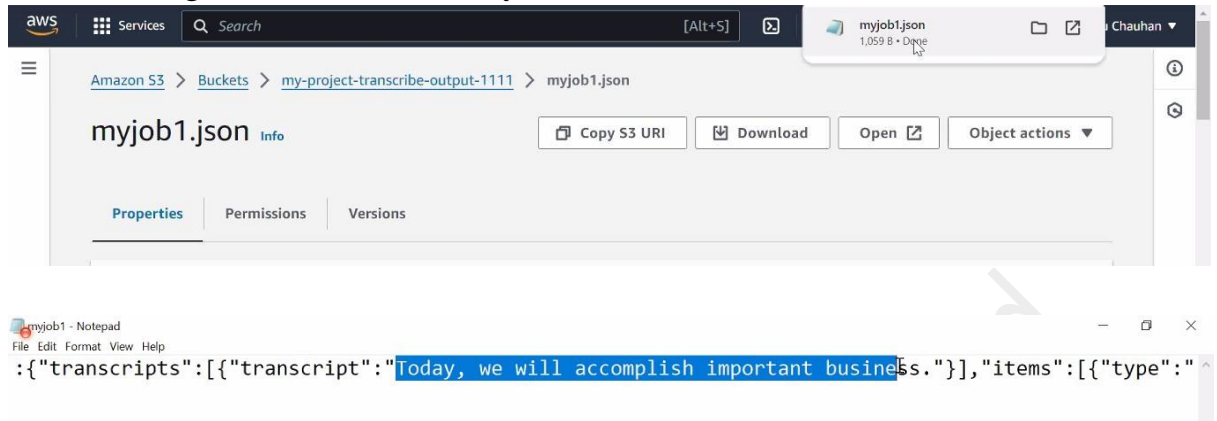 aws Services Search [Alt+S] myjob1.json Chauhan
1,059 B • Done
Amazon S3 > Buckets > my-project-transcribe-output-1111 > myjob1.json
myjob1.json Info Copy S3 URI Download Open Object actions
Properties Permissions Versions
myjob1 - Notepad
File Edit Format View Help
:{"transcripts":[{"transcript":"Today, we will accomplish important business."}],"items":[{"type":"